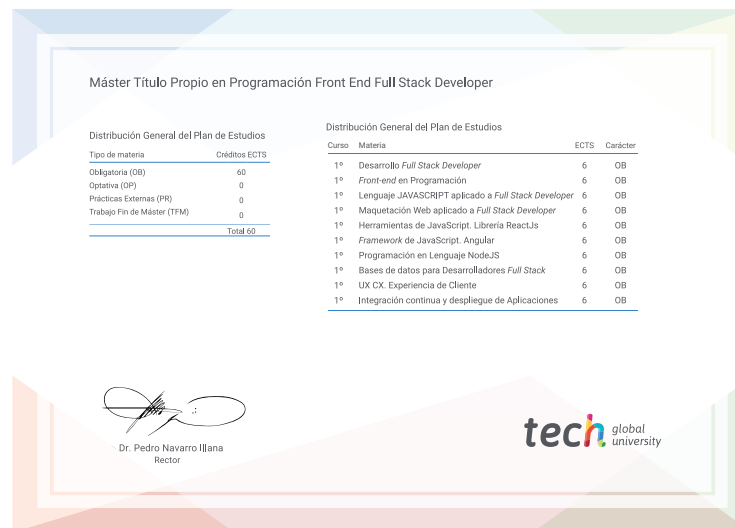 Máster Título Propio en Programación Front End Full Stack Developer
Distribución General del Plan de Estudios
Tipo de materia Créditos ECTS
Obligatoria (OB) 60
Optativa (OP) 0
Prácticas Externas (PR) 0
Trabajo Fin de Máster (TFM) 0
Total 60
Distribución General del Plan de Estudios
Curso Materia ECTS Carácter
1º Desarrollo Full Stack Developer 6 OB
1º Front-end en Programación 6 OB
1º Lenguaje JAVASCRIPT aplicado a Full Stack Developer 6 OB
1º Maquetación Web aplicado a Full Stack Developer 6 OB
1º Herramientas de JavaScript. Librería ReactJs 6 OB
1º Framework de JavaScript. Angular 6 OB
1º Programación en Lenguaje NodeJS 6 OB
1º Bases de datos para Desarrolladores Full Stack 6 OB
1º UX CX. Experiencia de Cliente 6 OB
1º Integración continua y despliegue de Aplicaciones 6 OB
Dr. Pedro Navarro Illana
Rector
tech global university